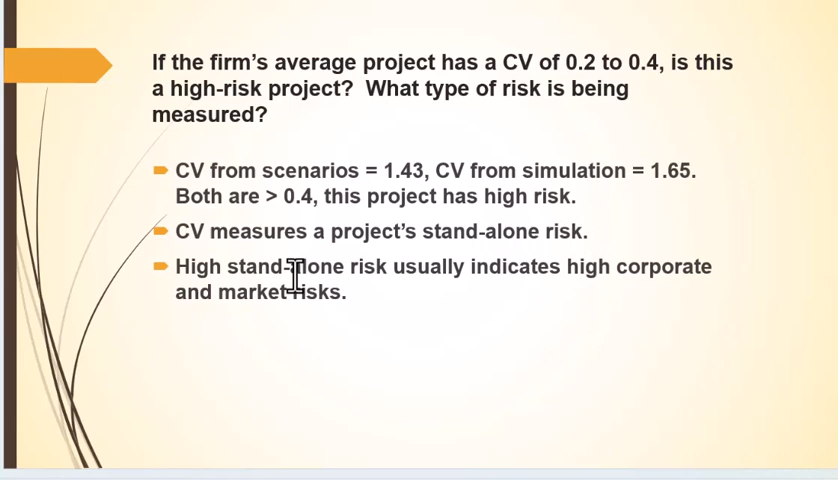 If the firm’s average project has a CV of 0.2 to 0.4, is this
a high-risk project?  What type of risk is being
measured?
CV from scenarios = 1.43, CV from simulation = 1.65.
Both are > 0.4, this project has high risk.
CV measures a project’s stand-alone risk.
High stand-alone risk usually indicates high corporate
and market risks.